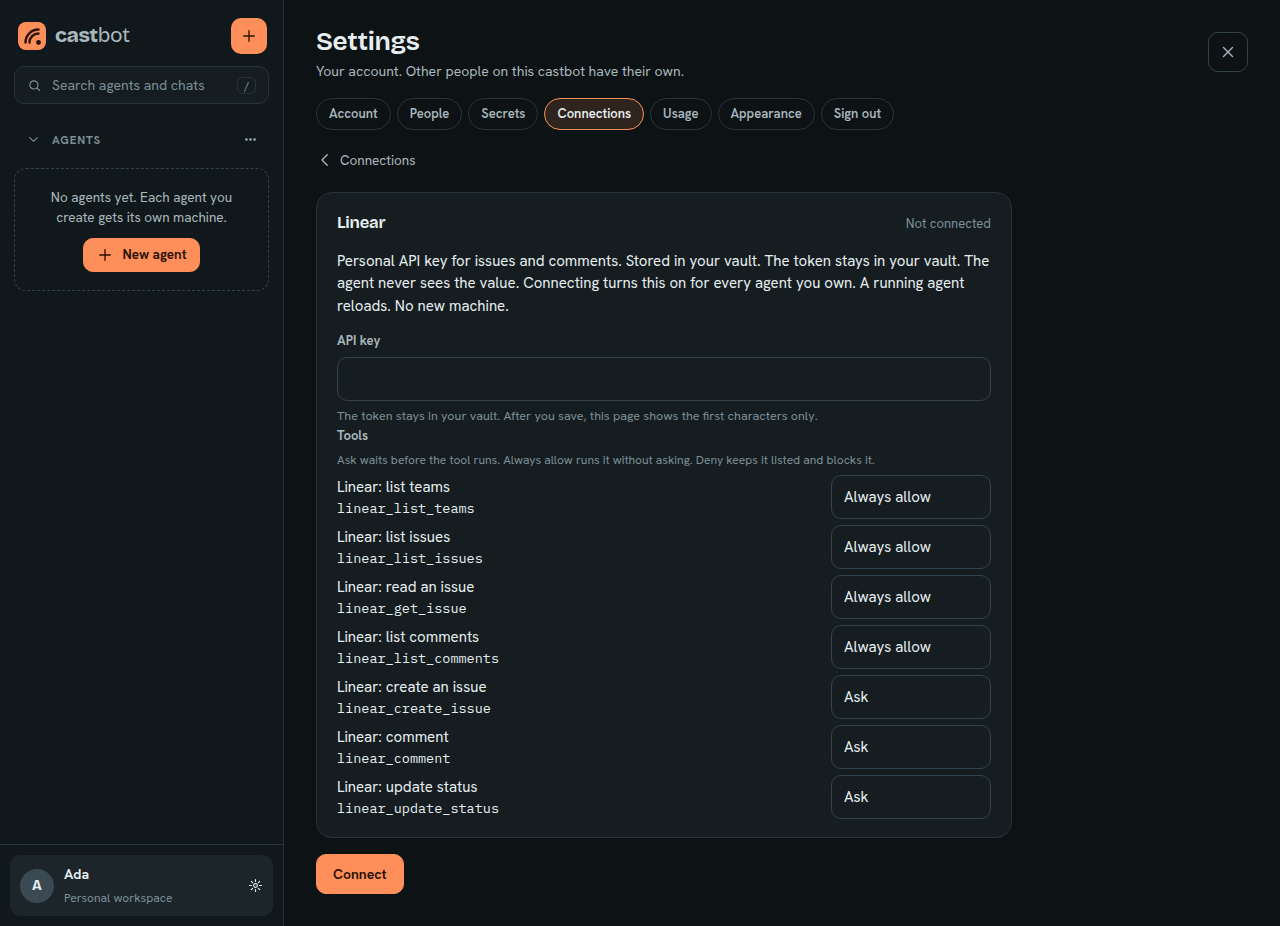 castbot
Search agents and chats
/
AGENTS
No agents yet. Each agent you
create gets its own machine.
New agent
A
Ada
Personal workspace
Settings
Your account. Other people on this castbot have their own.
Account
People
Secrets
Connections
Usage
Appearance
Sign out
Connections
Linear
Not connected
Personal API key for issues and comments. Stored in your vault. The token stays in your vault. The
agent never sees the value. Connecting turns this on for every agent you own. A running agent
reloads. No new machine.
API key
The token stays in your vault. After you save, this page shows the first characters only.
Tools
Ask waits before the tool runs. Always allow runs it without asking. Deny keeps it listed and blocks it.
Linear: list teams
linear_list_teams
Always allow
Linear: list issues
linear_list_issues
Always allow
Linear: read an issue
linear_get_issue
Always allow
Linear: list comments
linear_list_comments
Always allow
Linear: create an issue
linear_create_issue
Ask
Linear: comment
linear_comment
Ask
Linear: update status
linear_update_status
Ask
Connect